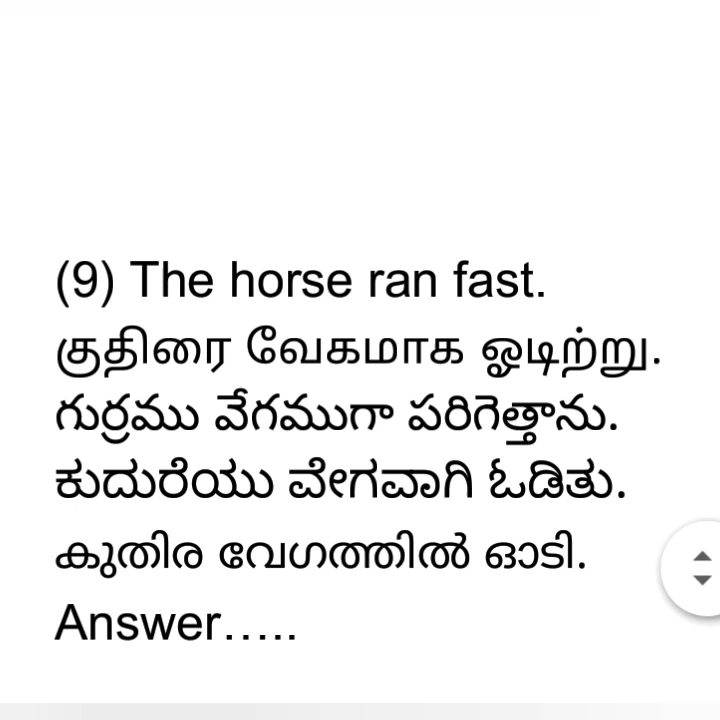 (9) The horse ran fast.
குதிரை வேகமாக ஓடிற்று.
గుర్రము వేగముగా పరిగెత్తాను.
ಕುದುರೆಯು ವೇಗವಾಗಿ ಓಡಿತು.
കുതിര വേഗത്തിൽ ഓടി.
Answer…..